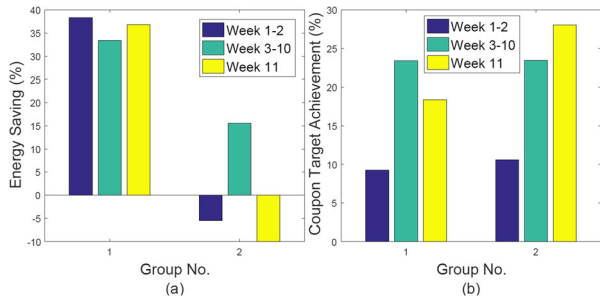 40
35
30
25
20
15
10
5
0
-5
-10
Energy Saving (%)
Week 1-2
Week 3-10
Week 11
1
2
Group No.
(a)
30
25
20
15
10
5
0
Coupon Target Achievement (%)
Week 1-2
Week 3-10
Week 11
1
2
Group No.
(b)